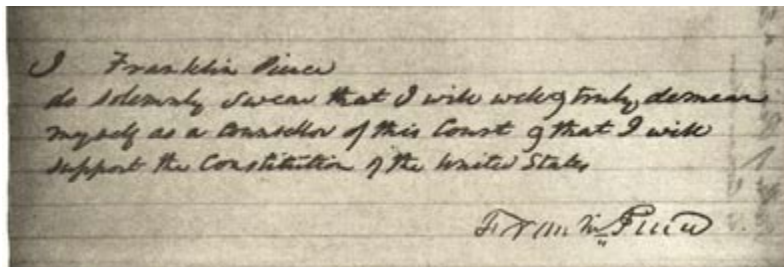 I Franklin Pierce
do solemnly swear that I will well & truly demean
myself as a Counsellor of this Court & that I will
support the Constitution of the United States
Franklin Pierce